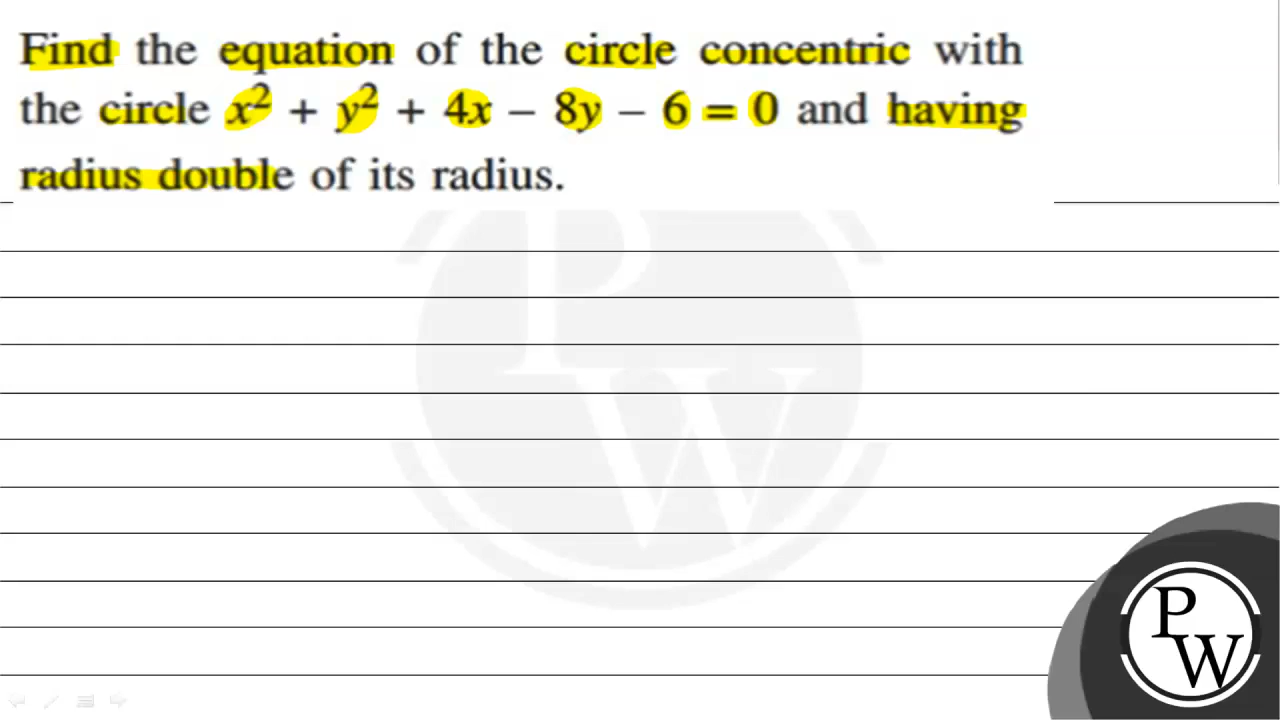 Find the equation of the circle concentric with
the circle x² + y² + 4x – 8y – 6 = 0 and having
radius double of its radius.
PW
PW